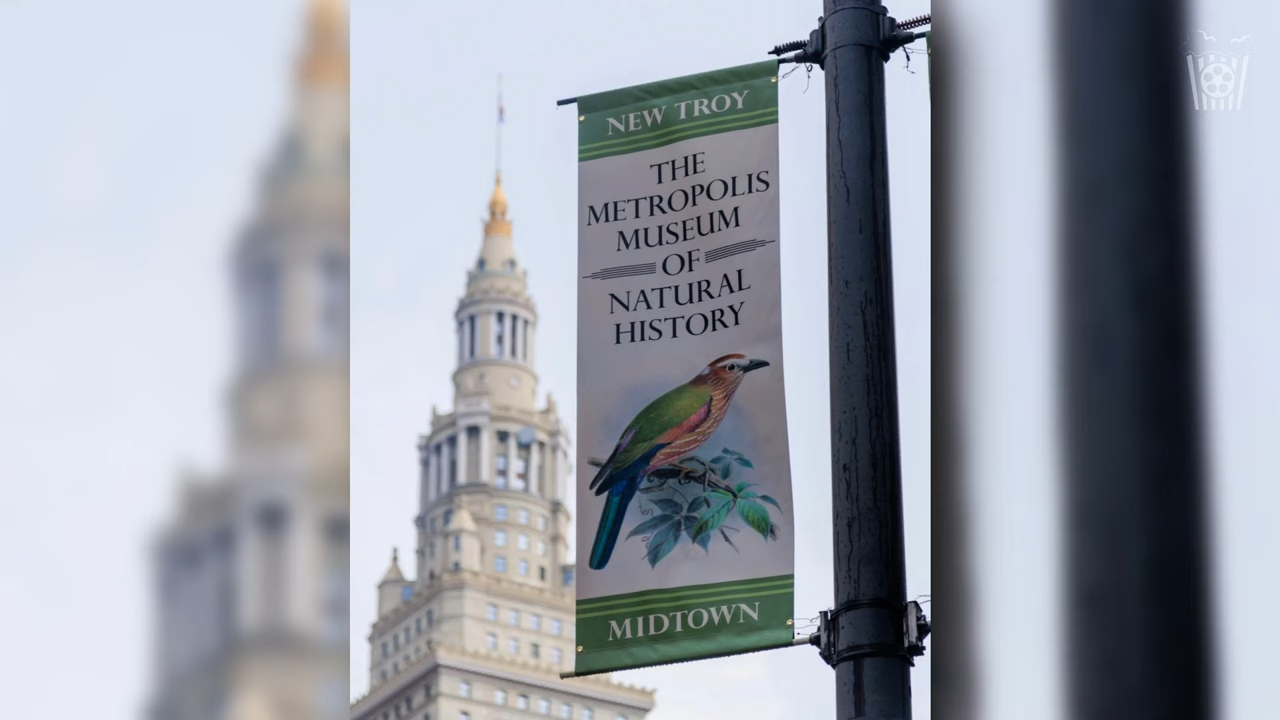 NEW TROY
THE
METROPOLIS
MUSEUM
OF
NATURAL
HISTORY
MIDTOWN